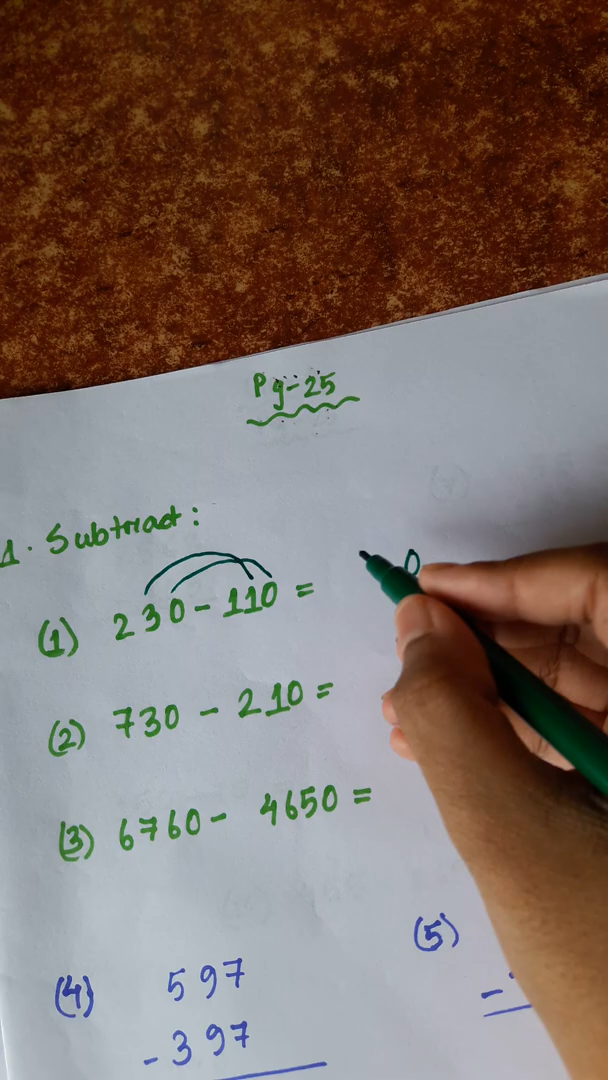 Pg-25
1. Subtract:
(1) 230 - 110 = 0
(2) 730 - 210 =
(3) 6760 - 4650 =
(4) 597
- 397
(5)
-